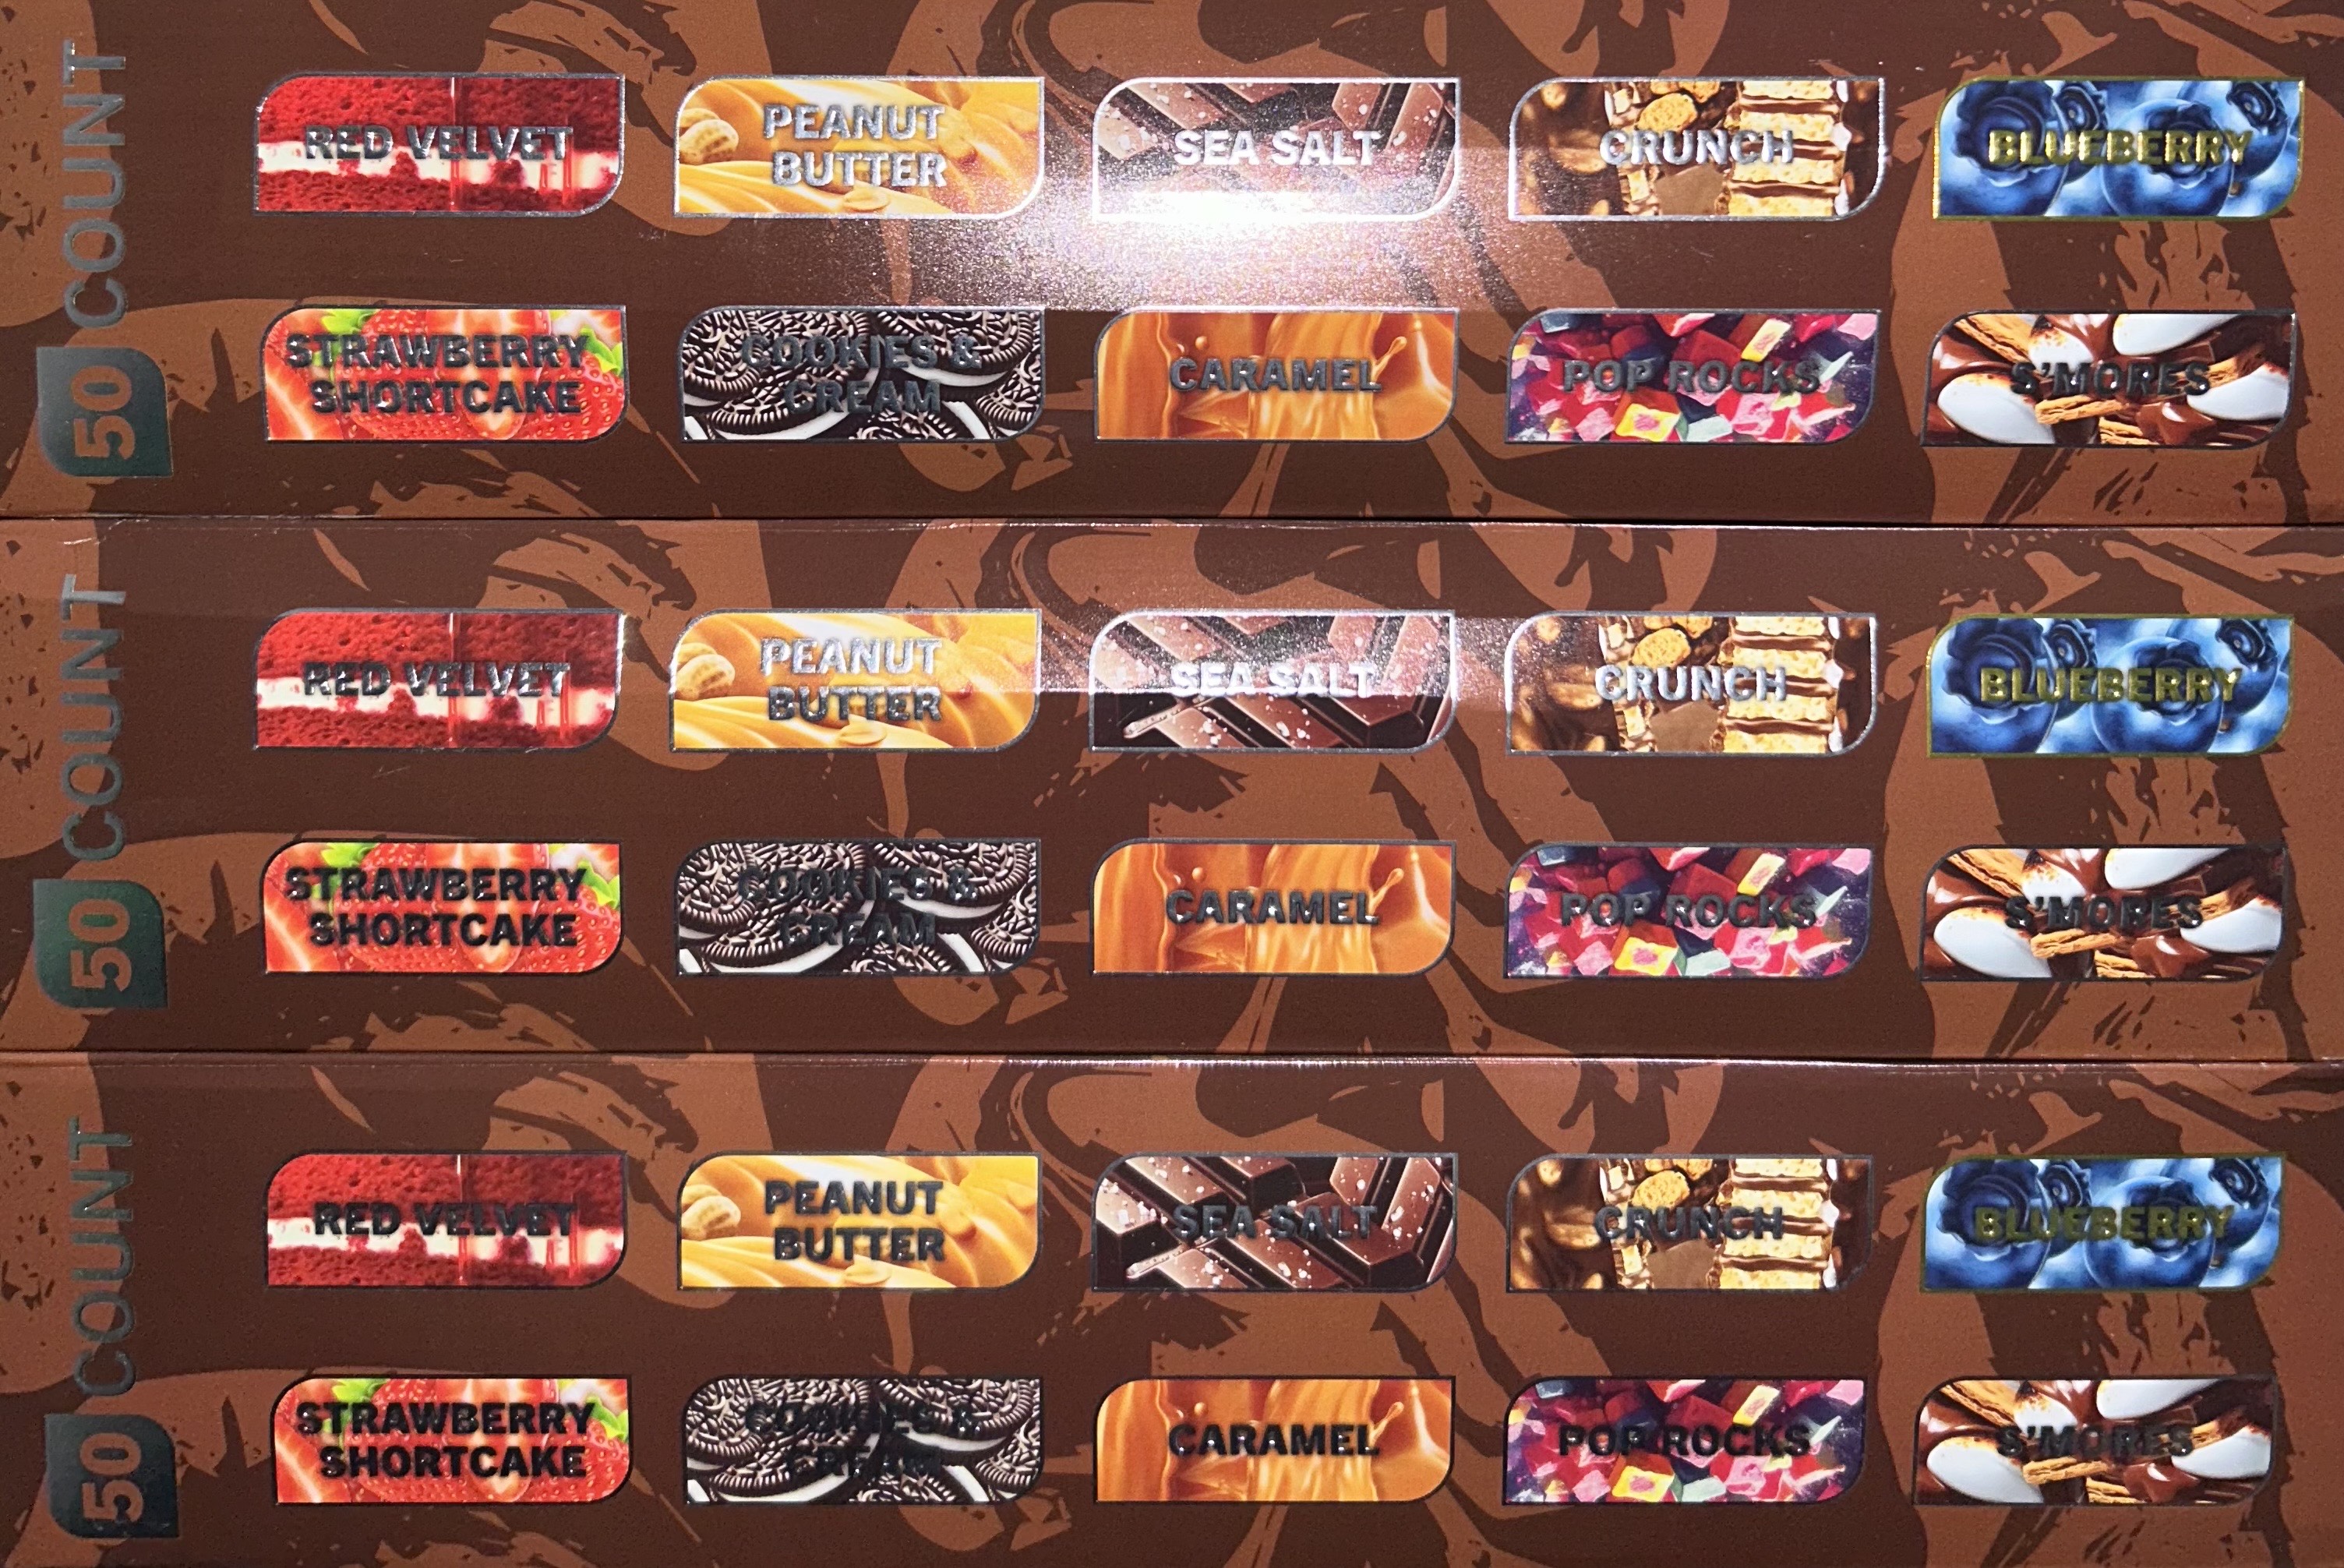 50 COUNT
RED VELVET
PEANUT
BUTTER
SEA SALT
CRUNCH
BLUEBERRY
STRAWBERRY
SHORTCAKE
COOKIES &
CREAM
CARAMEL
POP ROCKS
S'MORES
50 COUNT
RED VELVET
PEANUT
BUTTER
SEA SALT
CRUNCH
BLUEBERRY
STRAWBERRY
SHORTCAKE
COOKIES &
CREAM
CARAMEL
POP ROCKS
S'MORES
50 COUNT
RED VELVET
PEANUT
BUTTER
SEA SALT
CRUNCH
BLUEBERRY
STRAWBERRY
SHORTCAKE
COOKIES &
CREAM
CARAMEL
POP ROCKS
S'MORES